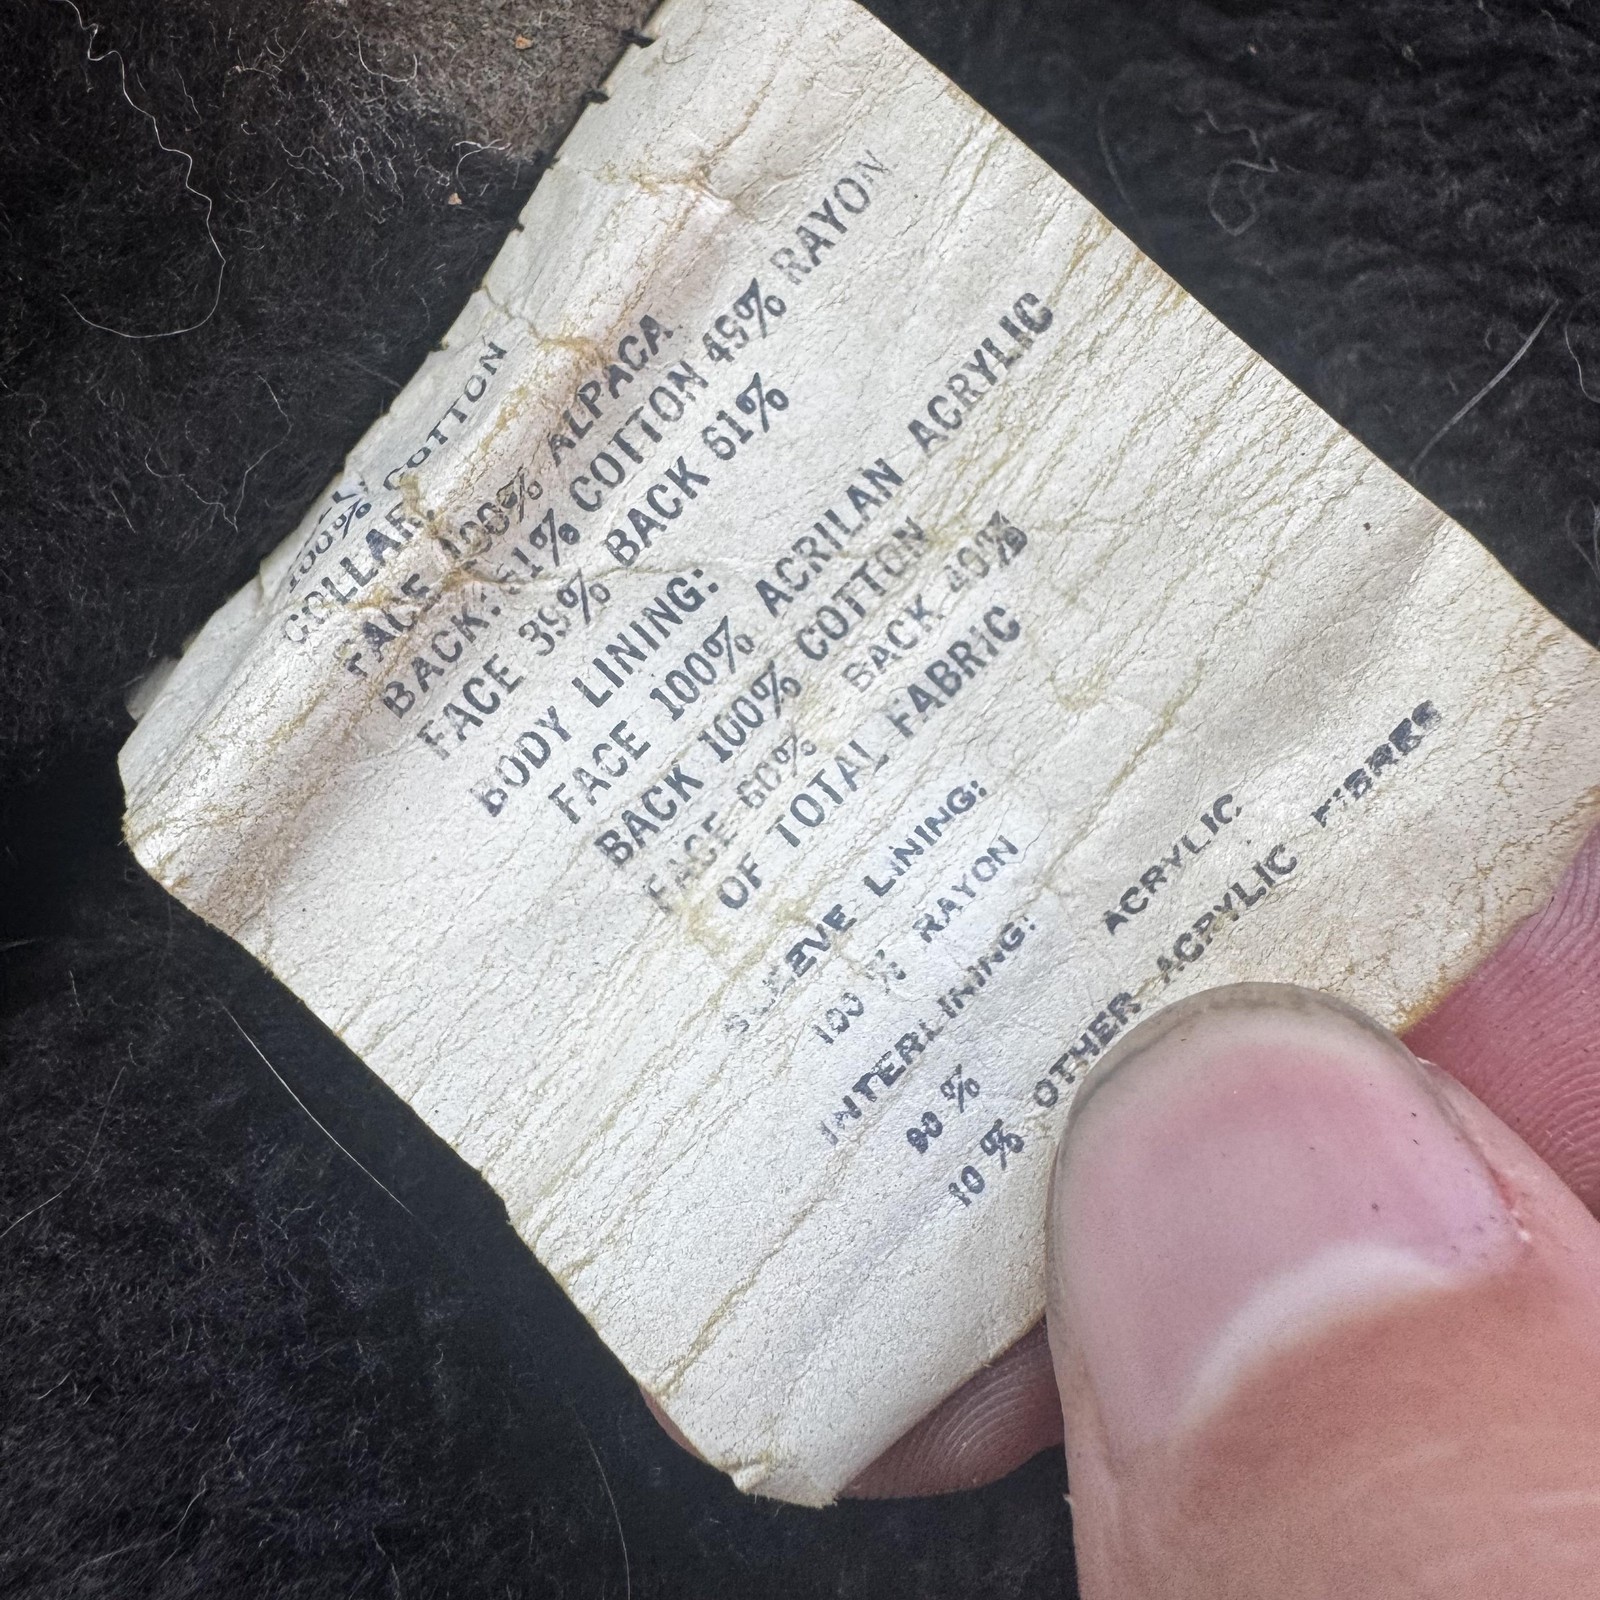 100% COTTON
COLLAR:
FACE 100% ALPACA
BACK: 51% COTTON 49% RAYON
FACE 39% BACK 61%
BODY LINING:
FACE 100% ACRILAN ACRYLIC
BACK 100% COTTON
FACE 60% BACK 40%
OF TOTAL FABRIC
SLEEVE LINING:
100 % RAYON
INTERLINING:
90 % ACRYLIC
10 % OTHER ACRYLIC FIBRES